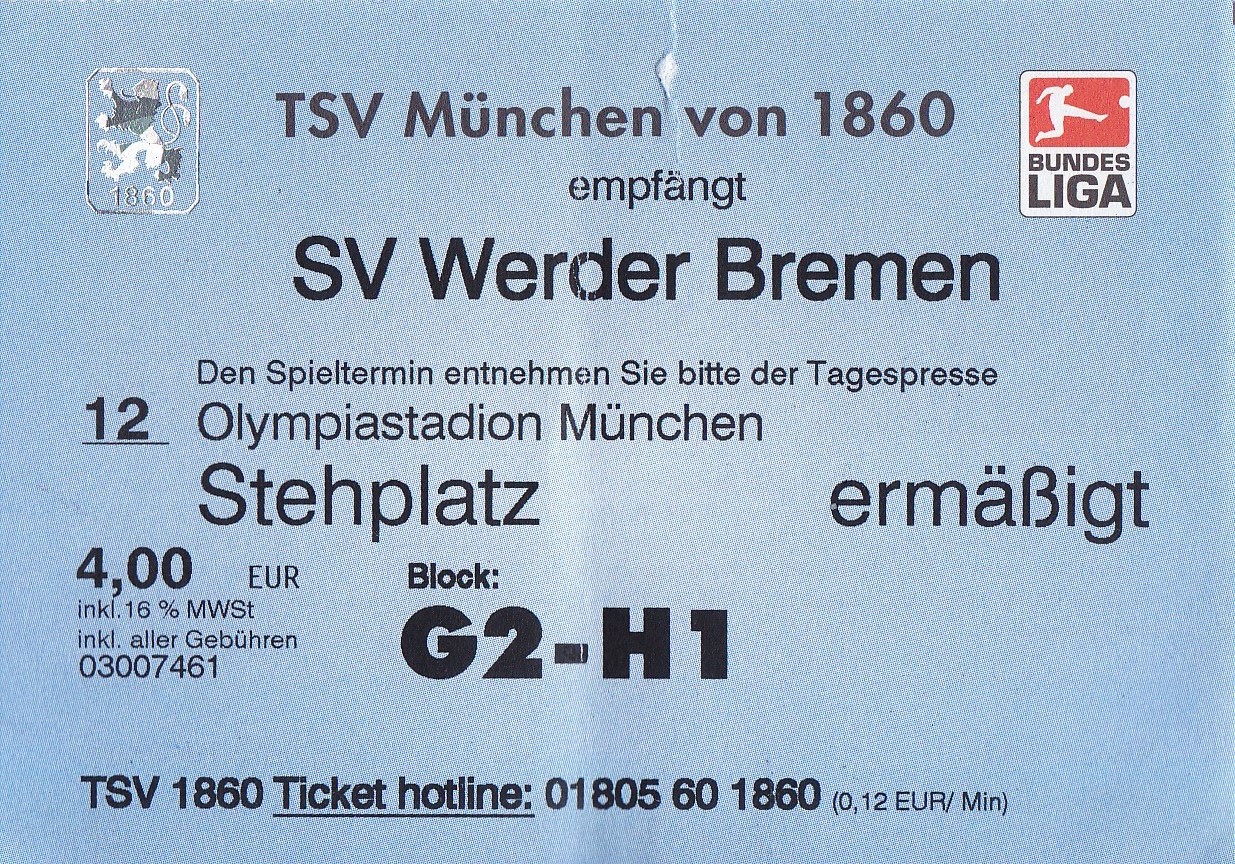 TSV München von 1860
1860
BUNDES
LIGA
empfängt
SV Werder Bremen
Den Spieltermin entnehmen Sie bitte der Tagespresse
12 Olympiastadion München
Stehplatz ermäßigt
4,00 EUR
inkl.16 % MWSt
inkl. aller Gebühren
03007461
Block:
G2-H1
TSV 1860 Ticket hotline: 01805 60 1860 (0,12 EUR/ Min)